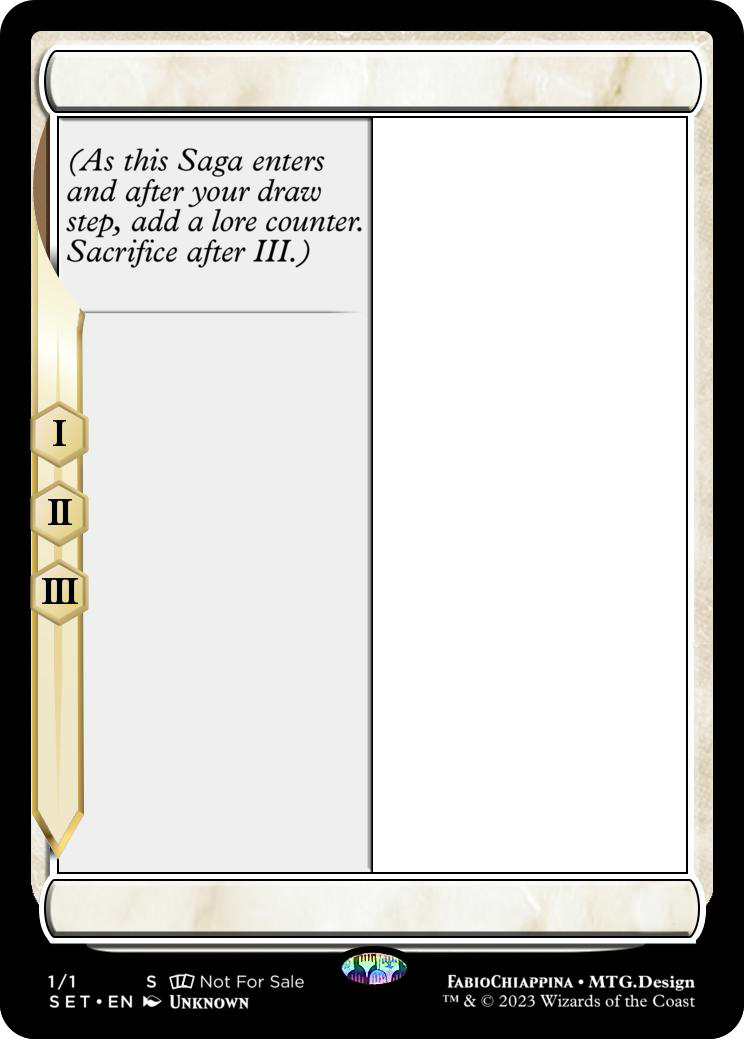 (As this Saga enters
and after your draw
step, add a lore counter.
Sacrifice after III.)
I
II
III
1/1 S Not For Sale
SET • EN Unknown
FabioChiappina • MTG.Design
™ & © 2023 Wizards of the Coast